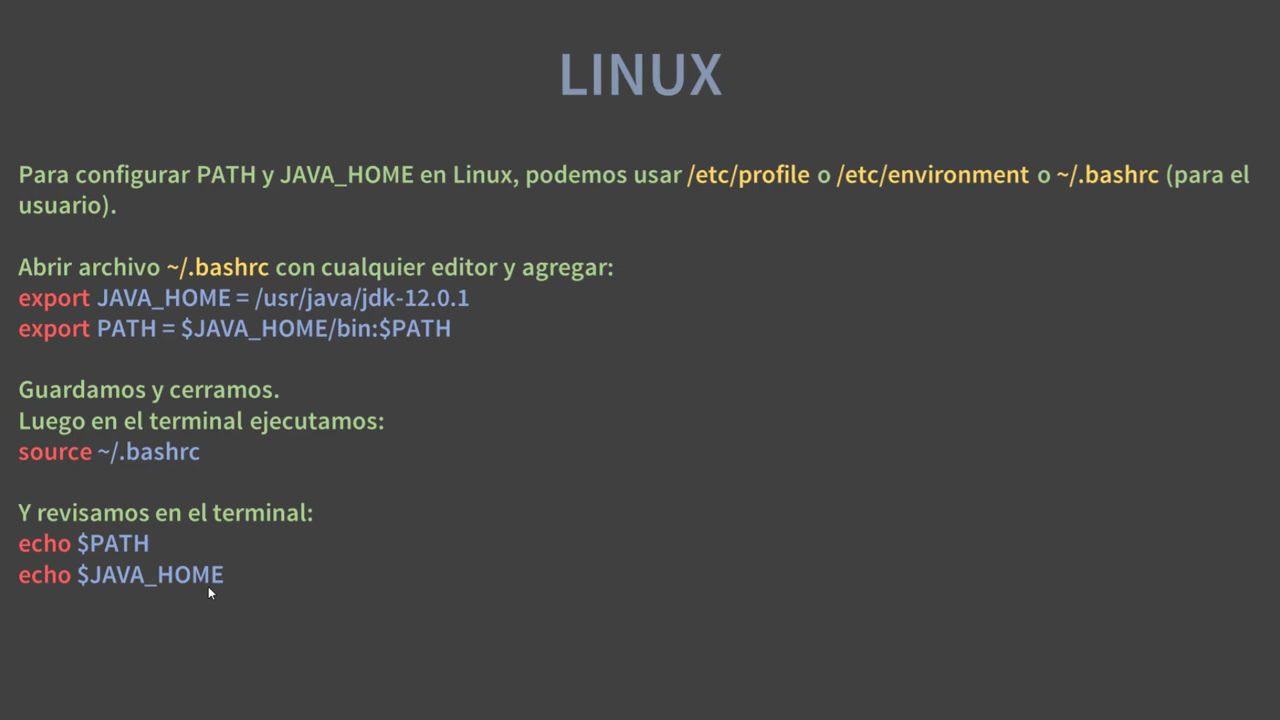 LINUX
Para configurar PATH y JAVA_HOME en Linux, podemos usar /etc/profile o /etc/environment o ~/.bashrc (para el
usuario).
Abrir archivo ~/.bashrc con cualquier editor y agregar:
export JAVA_HOME = /usr/java/jdk-12.0.1
export PATH = $JAVA_HOME/bin:$PATH
Guardamos y cerramos.
Luego en el terminal ejecutamos:
source ~/.bashrc
Y revisamos en el terminal:
echo $PATH
echo $JAVA_HOME